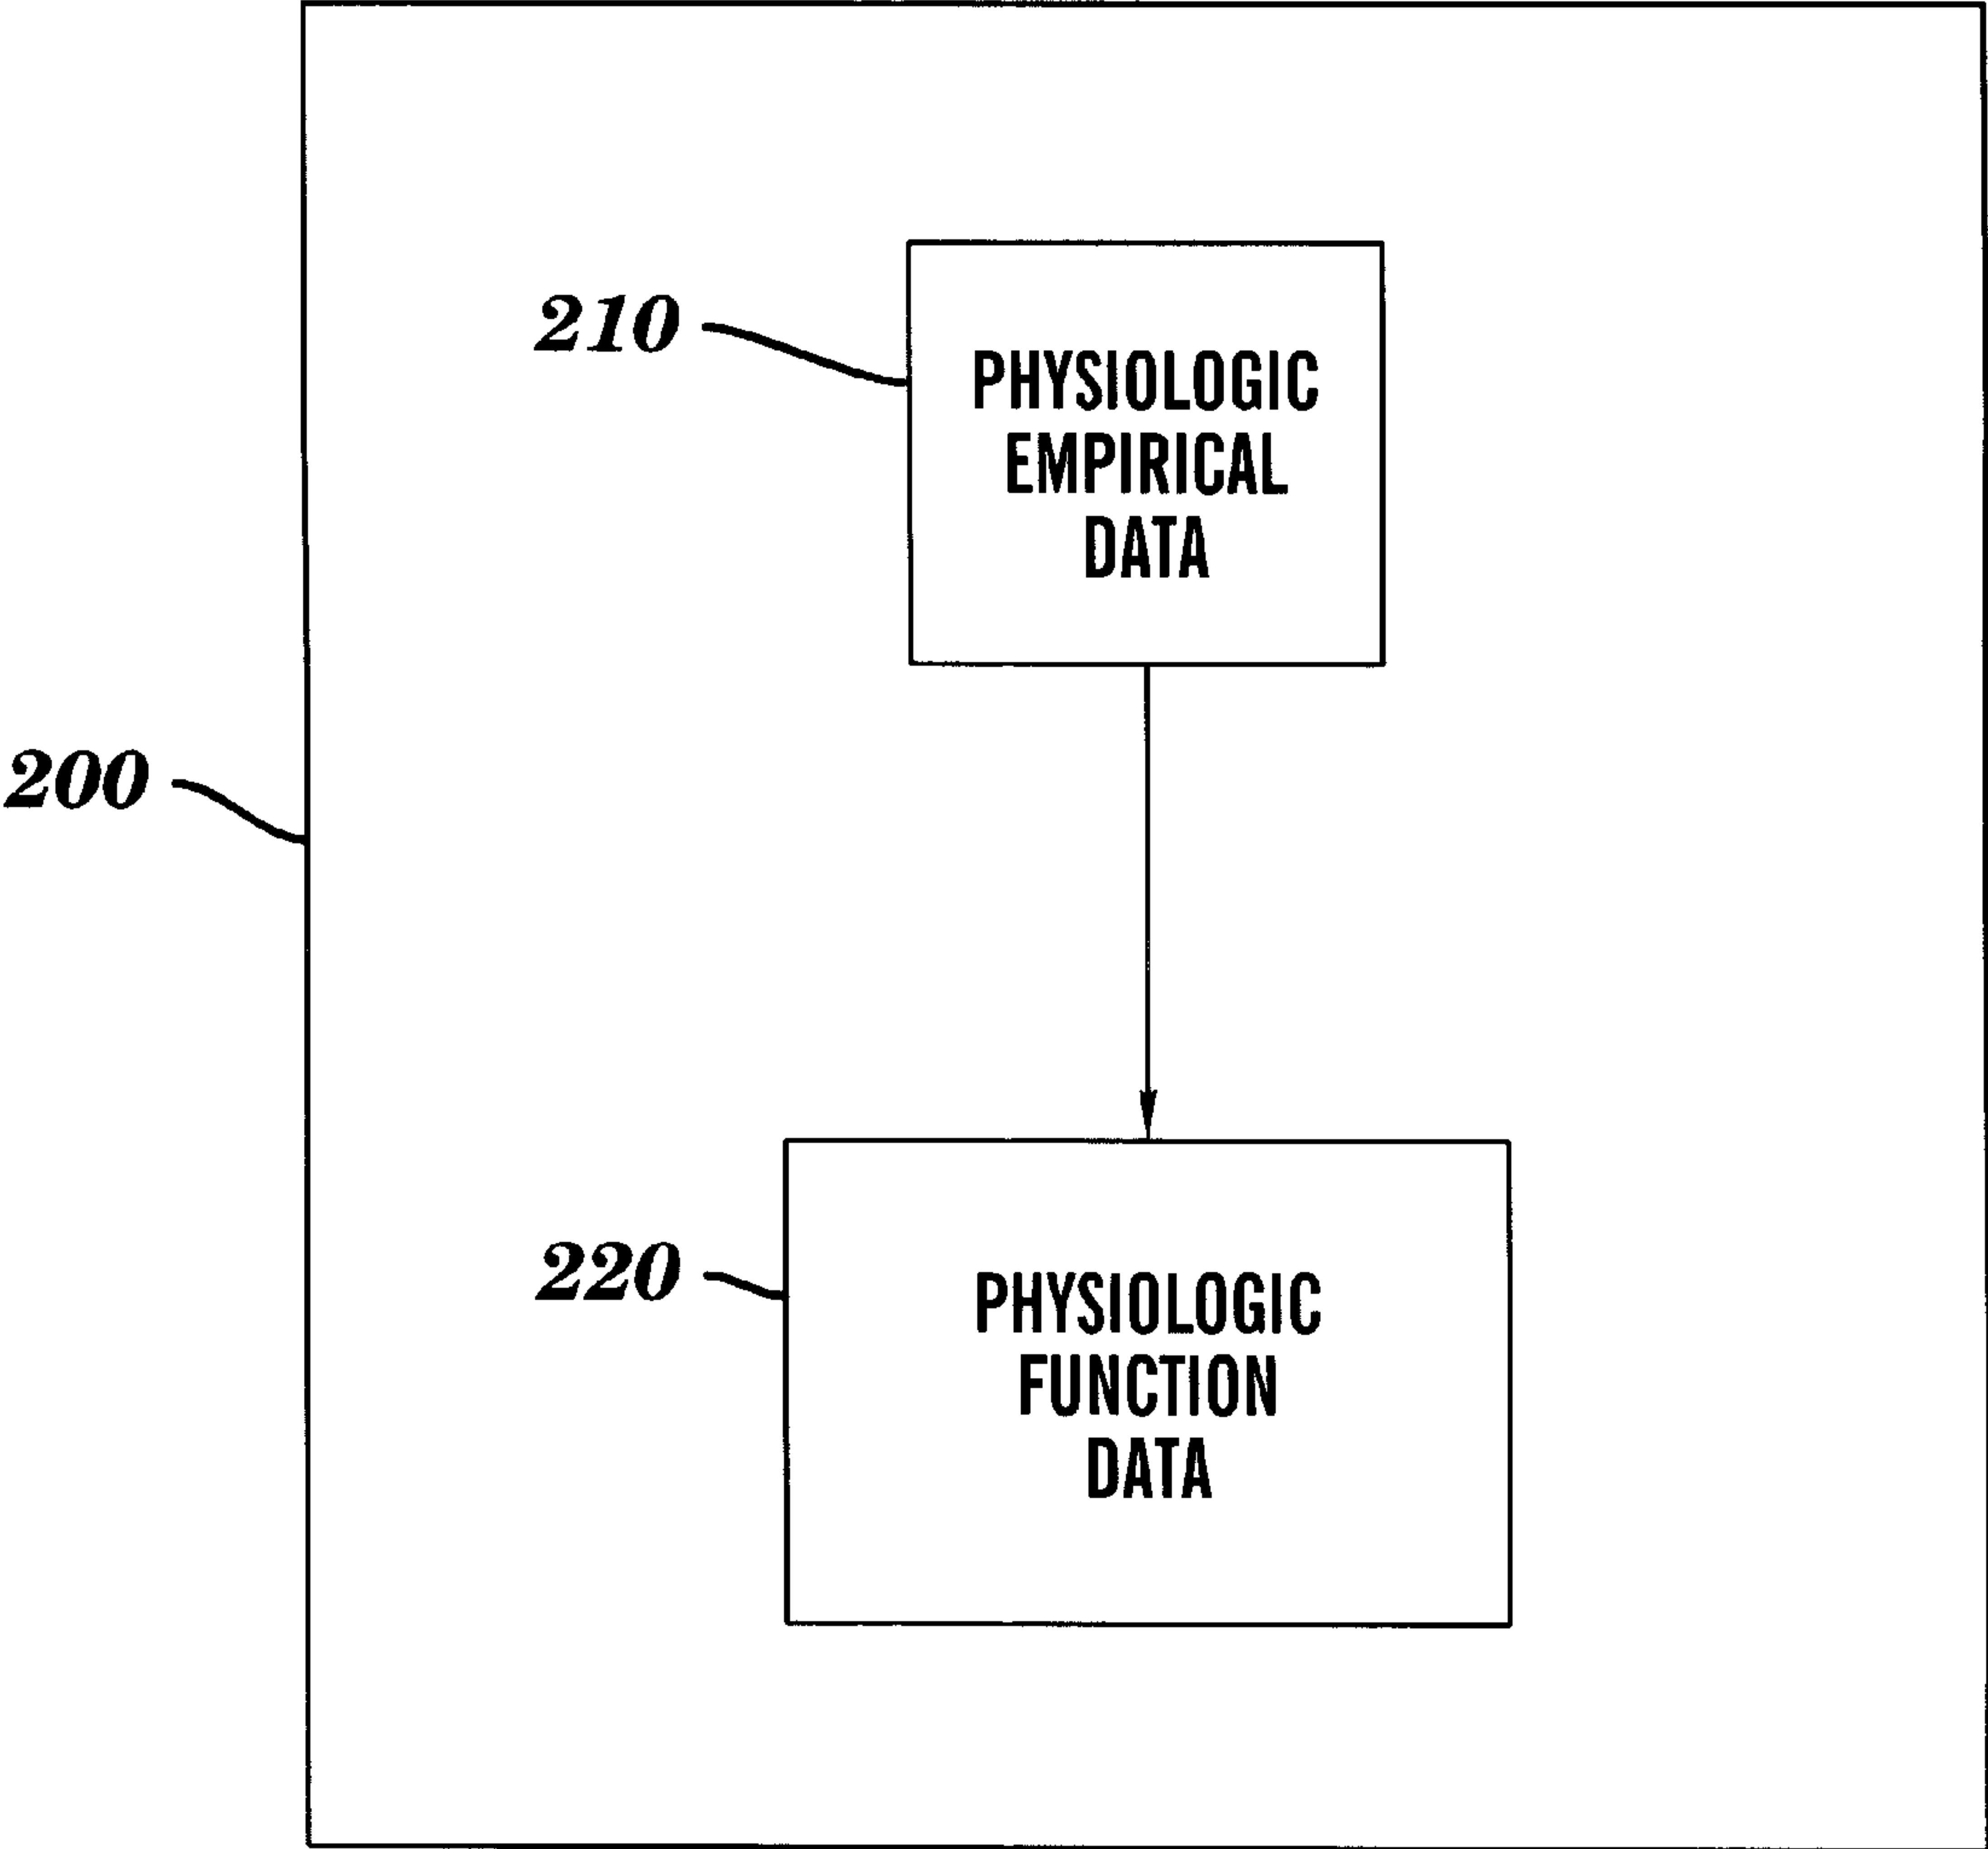 210
PHYSIOLOGIC
EMPIRICAL
DATA
200
220
PHYSIOLOGIC
FUNCTION
DATA